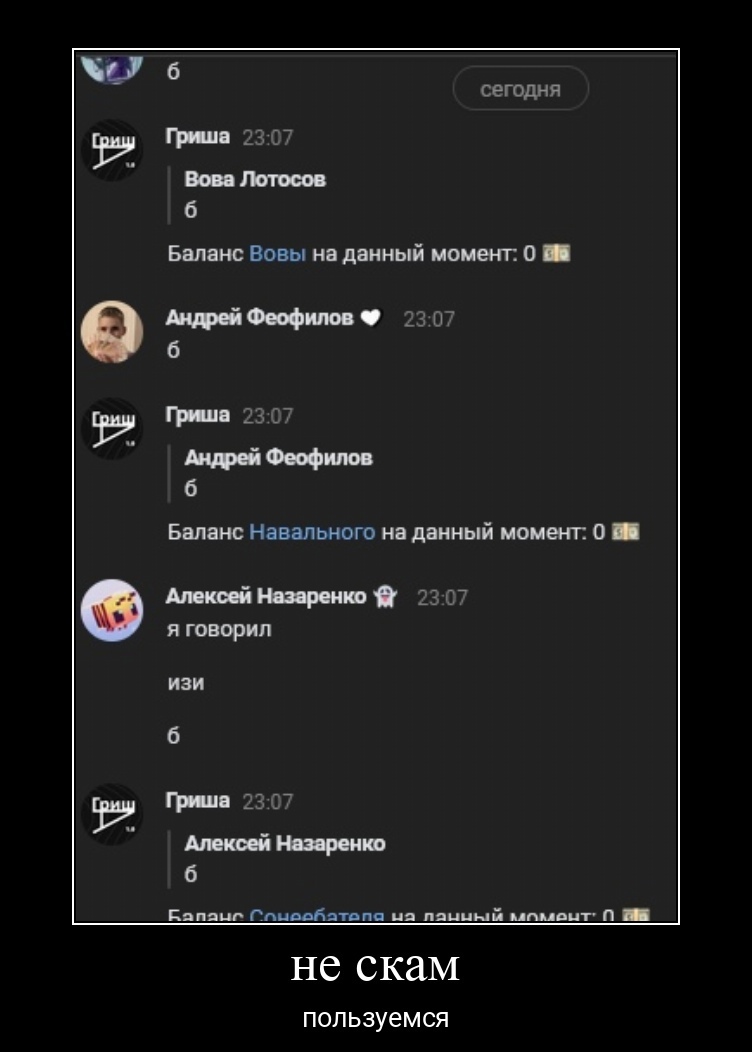 б
сегодня
Гриша 23:07
Вова Лотосов
б
Баланс Вовы на данный момент: 0 💵
Андрей Феофилов 🤍 23:07
б
Гриша 23:07
Андрей Феофилов
б
Баланс Навального на данный момент: 0 💵
Алексей Назаренко 👻 23:07
я говорил
изи
б
Гриша 23:07
Алексей Назаренко
б
Баланс Сонеебателя на данный момент: 0 💵
не скам
пользуемся